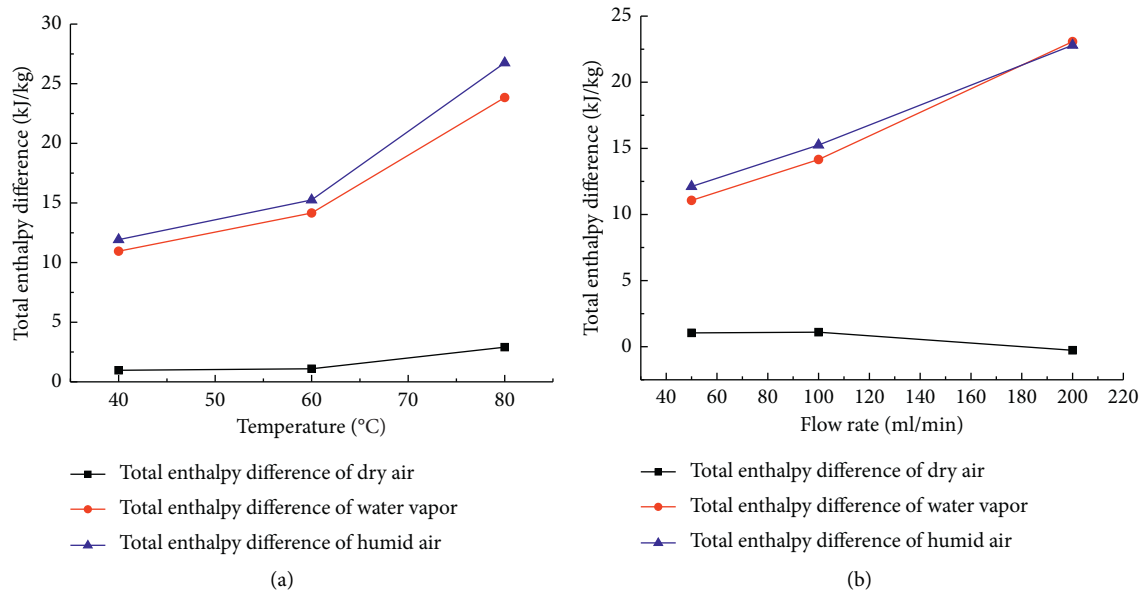 30
25
20
15
10
5
0
Total enthalpy difference (kJ/kg)
40
50
60
70
80
Temperature (°C)
Total enthalpy difference of dry air
Total enthalpy difference of water vapor
Total enthalpy difference of humid air
(a)
25
20
15
10
5
0
Total enthalpy difference (kJ/kg)
40
60
80
100
120
140
160
180
200
220
Flow rate (ml/min)
Total enthalpy difference of dry air
Total enthalpy difference of water vapor
Total enthalpy difference of humid air
(b)